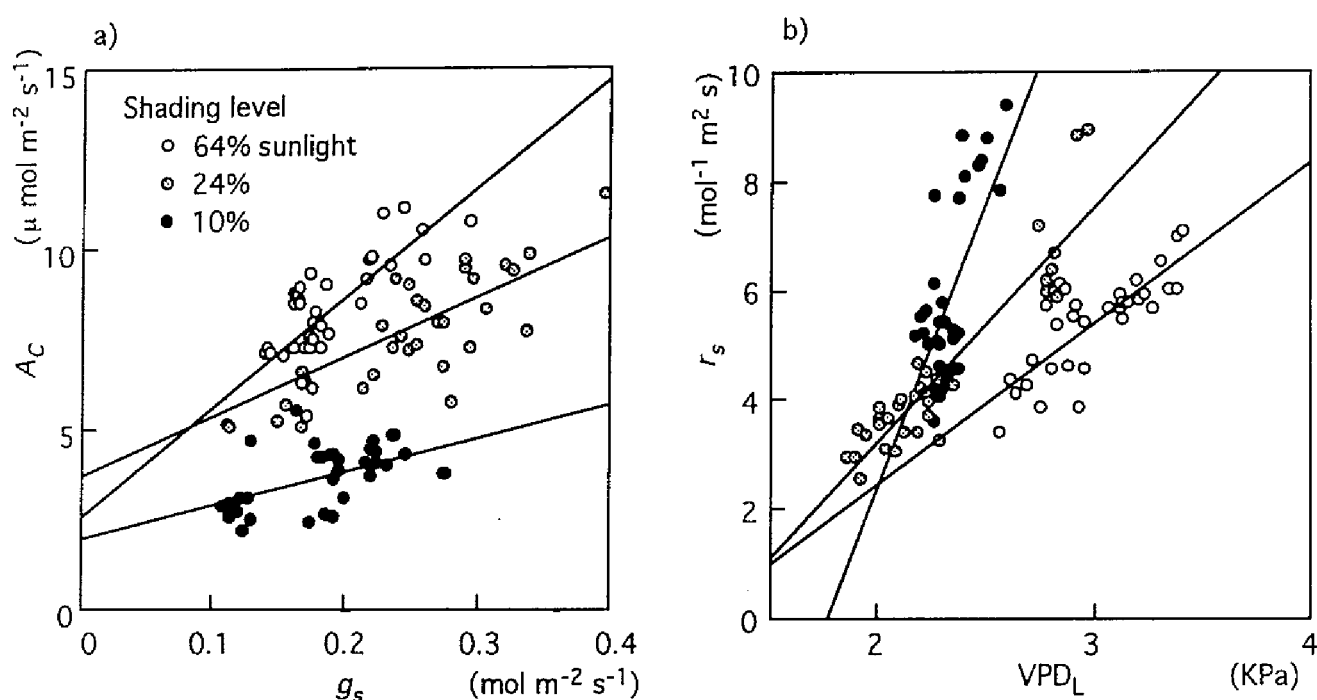 a)
15
10
5
0
A_C (μ mol m⁻² s⁻¹)
Shading level
64% sunlight
24%
10%
0 0.1 0.2 0.3 0.4
g_s (mol m⁻² s⁻¹)
b)
10
8
6
4
2
0
r_s (mol⁻¹ m² s)
2 3 4
VPD_L (KPa)